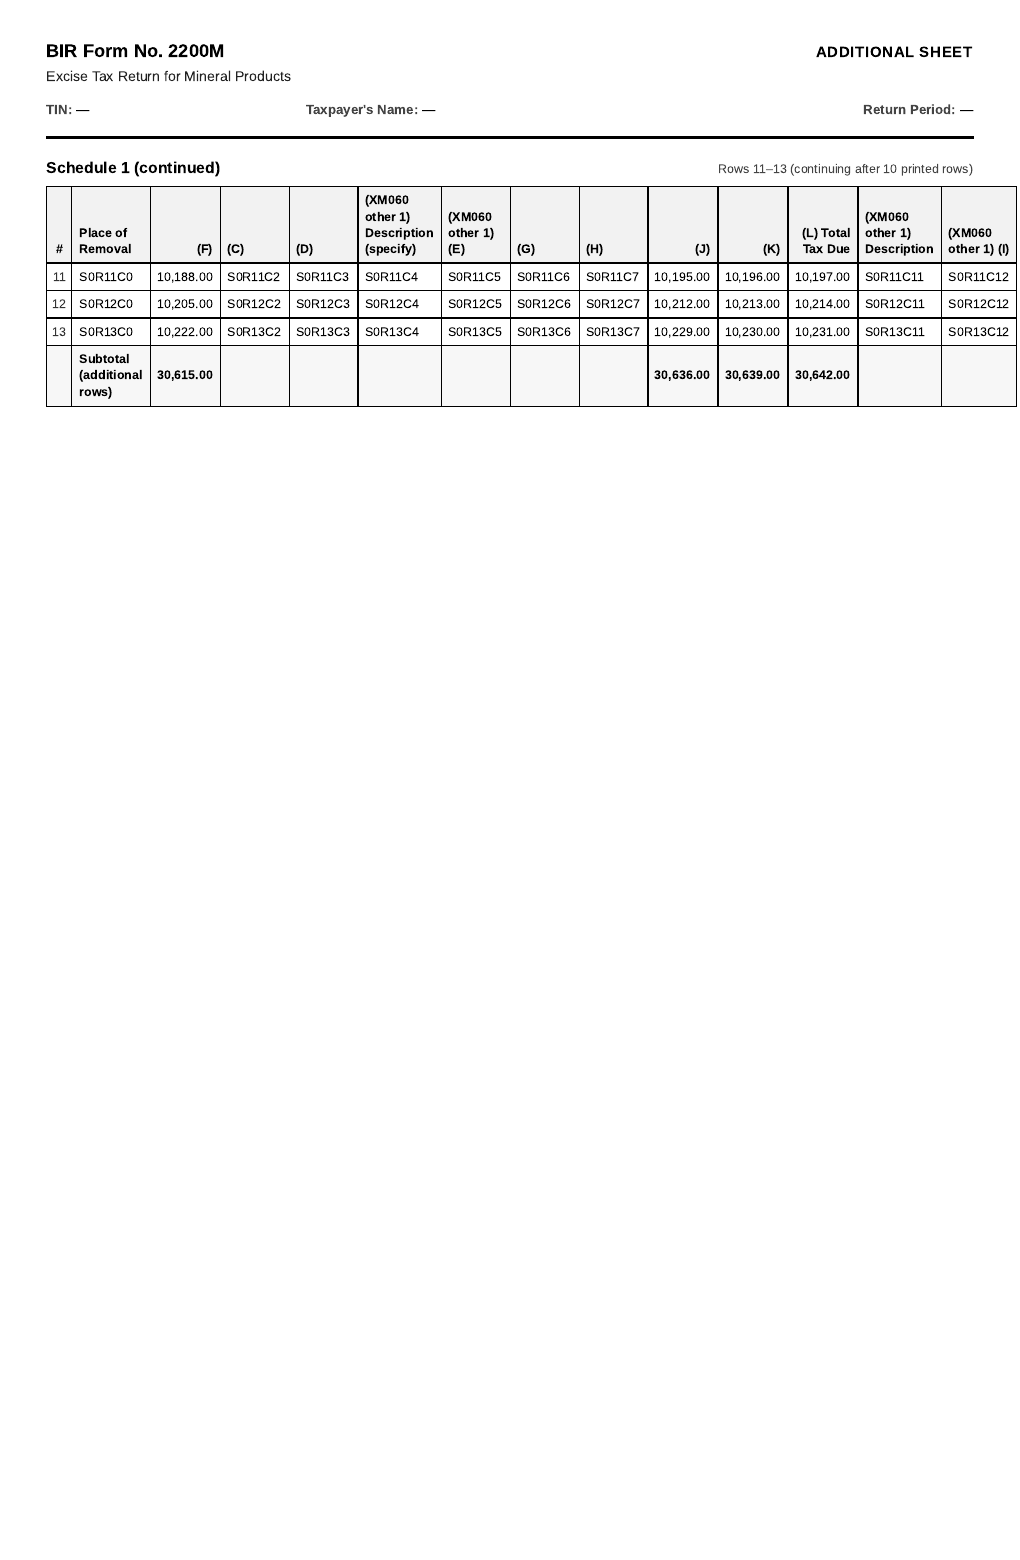 BIR Form No. 2200M
ADDITIONAL SHEET
Excise Tax Return for Mineral Products
TIN: —
Taxpayer's Name: —
Return Period: —
Schedule 1 (continued)
Rows 11–13 (continuing after 10 printed rows)
# Place of Removal (F) (C) (D) (XM060 other 1) Description (specify) (XM060 other 1) (E) (G) (H) (J) (K) (L) Total Tax Due (XM060 other 1) Description (XM060 other 1) (I)
11 S0R11C0 10,188.00 S0R11C2 S0R11C3 S0R11C4 S0R11C5 S0R11C6 S0R11C7 10,195.00 10,196.00 10,197.00 S0R11C11 S0R11C12
12 S0R12C0 10,205.00 S0R12C2 S0R12C3 S0R12C4 S0R12C5 S0R12C6 S0R12C7 10,212.00 10,213.00 10,214.00 S0R12C11 S0R12C12
13 S0R13C0 10,222.00 S0R13C2 S0R13C3 S0R13C4 S0R13C5 S0R13C6 S0R13C7 10,229.00 10,230.00 10,231.00 S0R13C11 S0R13C12
Subtotal (additional rows) 30,615.00 30,636.00 30,639.00 30,642.00